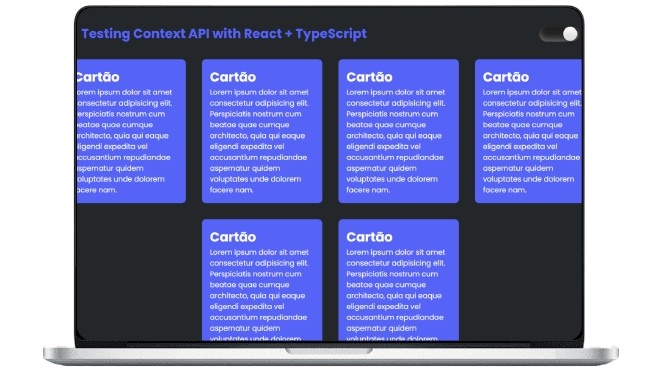 Testing Context API with React + TypeScript
Cartão
orem ipsum dolor sit amet
consectetur adipisicing elit.
erspiciatis nostrum cum
beatae quae cumque
architecto, quia qui eaque
eligendi expedita vel
accusantium repudiandae
aspernatur quidem
voluptates unde dolorem
facere nam.
Cartão
Lorem ipsum dolor sit amet
consectetur adipisicing elit.
Perspiciatis nostrum cum
beatae quae cumque
architecto, quia qui eaque
eligendi expedita vel
accusantium repudiandae
aspernatur quidem
voluptates unde dolorem
facere nam.
Cartão
Lorem ipsum dolor sit amet
consectetur adipisicing elit.
Perspiciatis nostrum cum
beatae quae cumque
architecto, quia qui eaque
eligendi expedita vel
accusantium repudiandae
aspernatur quidem
voluptates unde dolorem
facere nam.
Cartão
Lorem ipsum dolor sit amet
consectetur adipisicing elit.
Perspiciatis nostrum cum
beatae quae cumque
architecto, quia qui eaque
eligendi expedita vel
accusantium repudiandae
aspernatur quidem
voluptates unde dolorem
facere nam.
Cartão
Lorem ipsum dolor sit amet
consectetur adipisicing elit.
Perspiciatis nostrum cum
beatae quae cumque
architecto, quia qui eaque
eligendi expedita vel
accusantium repudiandae
aspernatur quidem
voluptates unde dolorem
Cartão
Lorem ipsum dolor sit amet
consectetur adipisicing elit.
Perspiciatis nostrum cum
beatae quae cumque
architecto, quia qui eaque
eligendi expedita vel
accusantium repudiandae
aspernatur quidem
voluptates unde dolorem